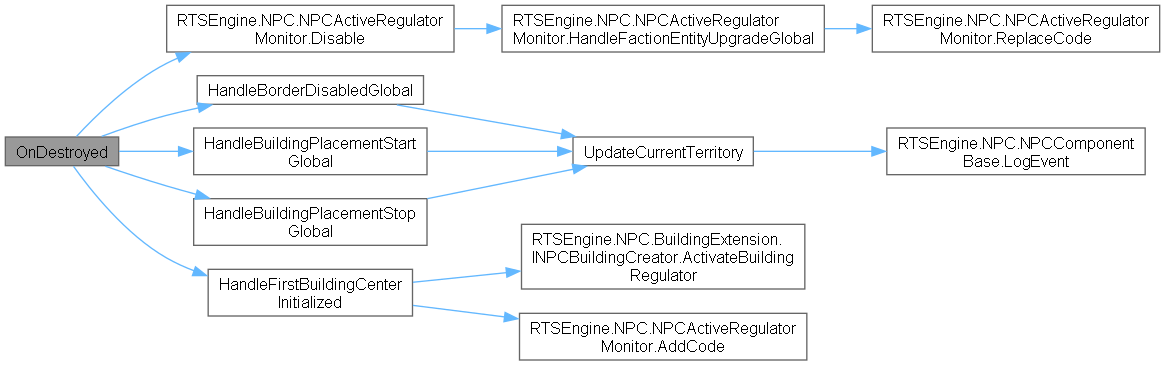 OnDestroyed
RTSEngine.NPC.NPCActiveRegulator
Monitor.Disable
RTSEngine.NPC.NPCActiveRegulator
Monitor.HandleFactionEntityUpgradeGlobal
RTSEngine.NPC.NPCActiveRegulator
Monitor.ReplaceCode
HandleBorderDisabledGlobal
HandleBuildingPlacementStart
Global
HandleBuildingPlacementStop
Global
UpdateCurrentTerritory
RTSEngine.NPC.NPCComponent
Base.LogEvent
HandleFirstBuildingCenter
Initialized
RTSEngine.NPC.BuildingExtension.
INPCBuildingCreator.ActivateBuilding
Regulator
RTSEngine.NPC.NPCActiveRegulator
Monitor.AddCode